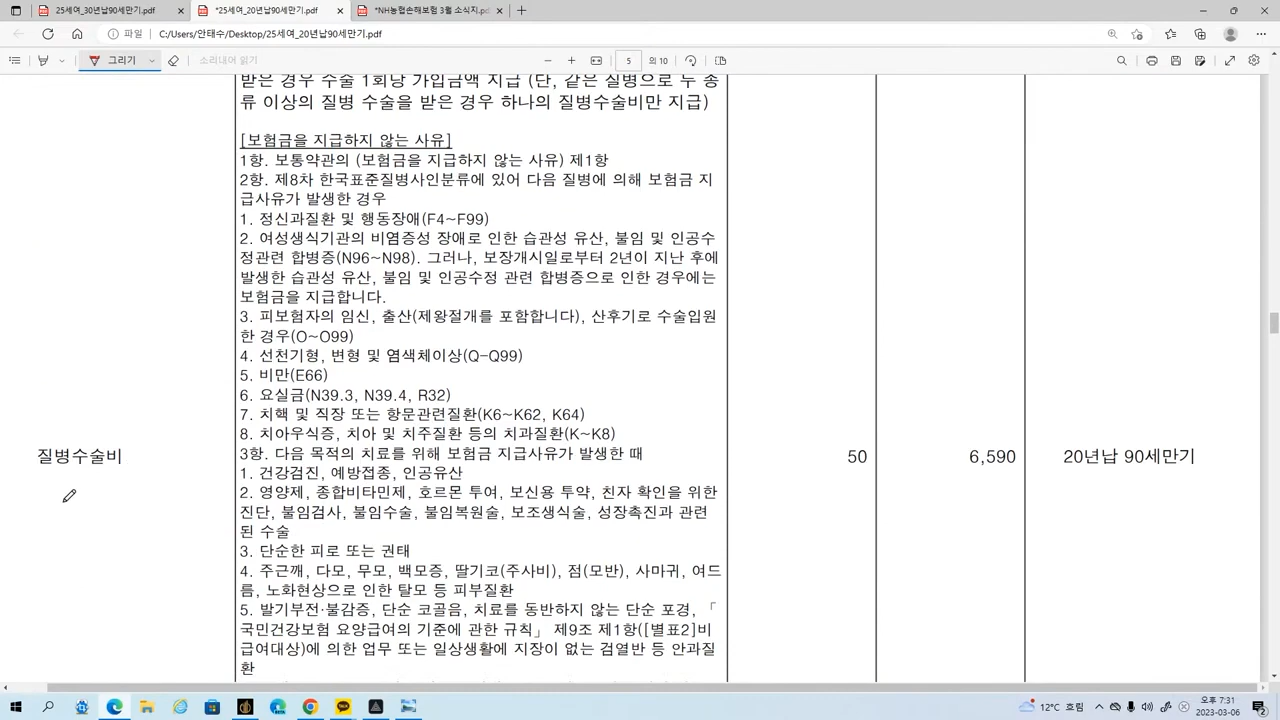 25세여_30년납90세만기.pdf
*25세여_20년납90세만기.pdf
*NH농협손해보험 3월 소식지.pdf
파일
C:/Users/안태수/Desktop/25세여_20년납90세만기.pdf
그리기
소리내어 읽기
5
의 10
받은 경우 수술 1회당 가입금액 지급 (단, 같은 질병으로 두 종
류 이상의 질병 수술을 받은 경우 하나의 질병수술비만 지급)
[보험금을 지급하지 않는 사유]
1항. 보통약관의 (보험금을 지급하지 않는 사유) 제1항
2항. 제8차 한국표준질병사인분류에 있어 다음 질병에 의해 보험금 지
급사유가 발생한 경우
1. 정신과질환 및 행동장애(F4~F99)
2. 여성생식기관의 비염증성 장애로 인한 습관성 유산, 불임 및 인공수
정관련 합병증(N96~N98). 그러나, 보장개시일로부터 2년이 지난 후에
발생한 습관성 유산, 불임 및 인공수정 관련 합병증으로 인한 경우에는
보험금을 지급합니다.
3. 피보험자의 임신, 출산(제왕절개를 포함합니다), 산후기로 수술입원
한 경우(O~O99)
4. 선천기형, 변형 및 염색체이상(Q-Q99)
5. 비만(E66)
6. 요실금(N39.3, N39.4, R32)
7. 치핵 및 직장 또는 항문관련질환(K6~K62, K64)
8. 치아우식증, 치아 및 치주질환 등의 치과질환(K~K8)
3항. 다음 목적의 치료를 위해 보험금 지급사유가 발생한 때
질병수술비
50
6,590
20년납 90세만기
1. 건강검진, 예방접종, 인공유산
2. 영양제, 종합비타민제, 호르몬 투여, 보신용 투약, 친자 확인을 위한
진단, 불임검사, 불임수술, 불임복원술, 보조생식술, 성장촉진과 관련
된 수술
3. 단순한 피로 또는 권태
4. 주근깨, 다모, 무모, 백모증, 딸기코(주사비), 점(모반), 사마귀, 여드
름, 노화현상으로 인한 탈모 등 피부질환
5. 발기부전·불감증, 단순 코골음, 치료를 동반하지 않는 단순 포경, 「
국민건강보험 요양급여의 기준에 관한 규칙」 제9조 제1항([별표2]비
급여대상)에 의한 업무 또는 일상생활에 지장이 없는 검열반 등 안과질
환
12°C 흐림
오후 7:31
2023-03-06